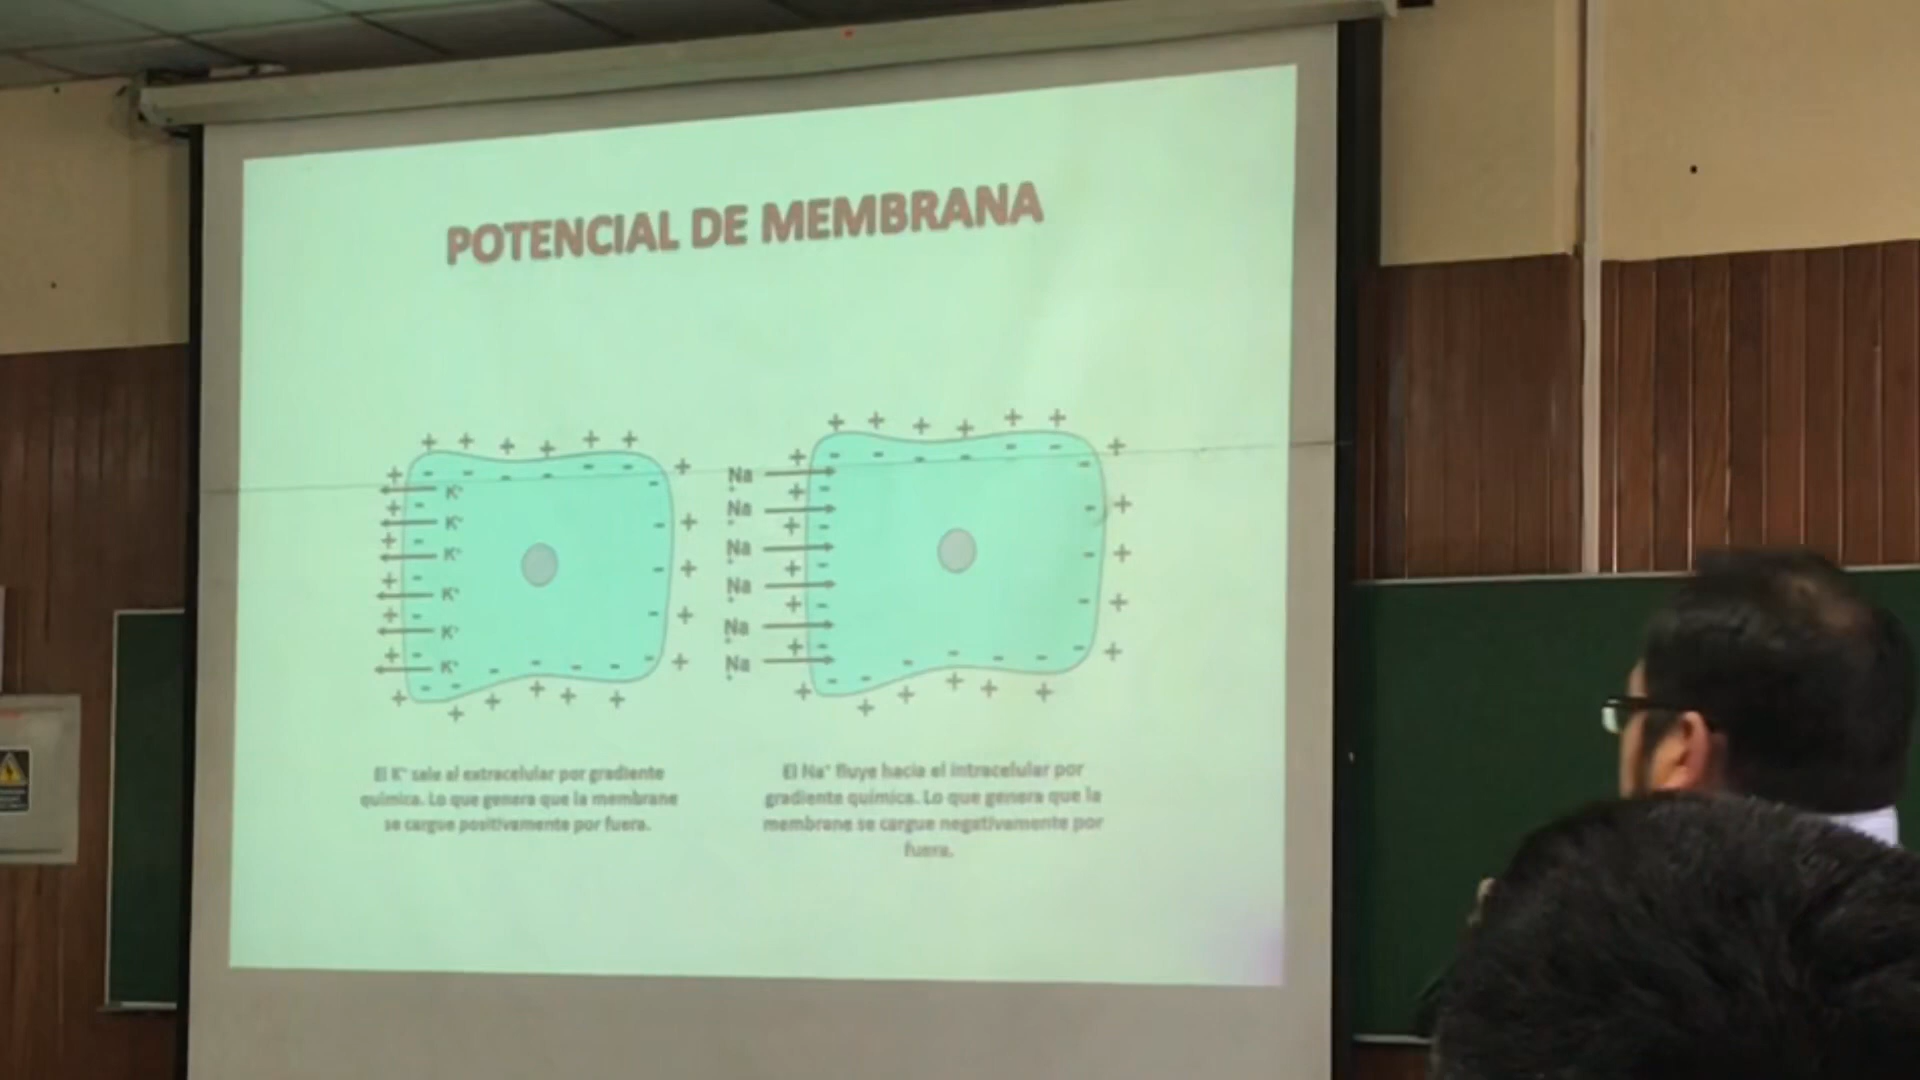 POTENCIAL DE MEMBRANA
K⁺
K⁺
K⁺
K⁺
K⁺
K⁺
Na
Na
Na
Na
Na
Na
El K⁺ sale al extracelular por gradiente
química. Lo que genera que la membrana
se cargue positivamente por fuera.
El Na⁺ fluye hacia el intracelular por
gradiente química. Lo que genera que la
membrana se cargue negativamente por
fuera.